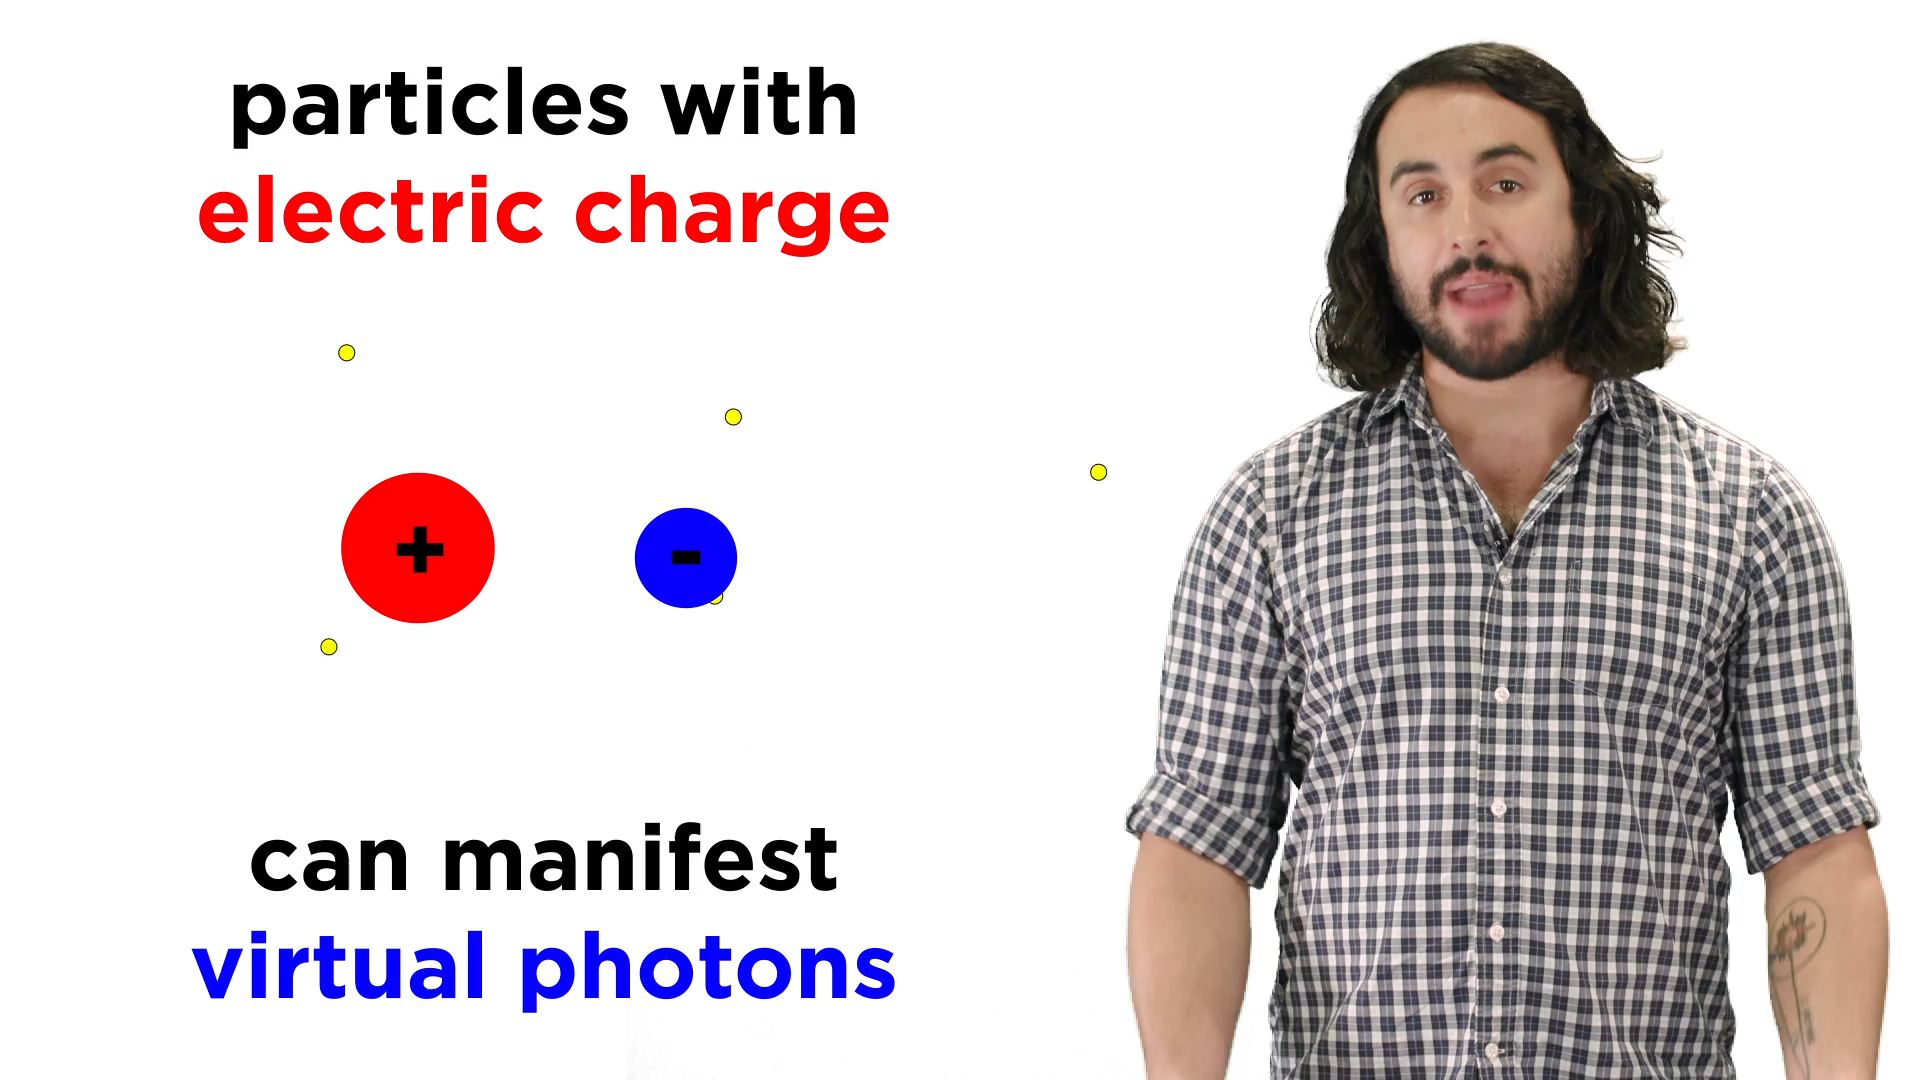 particles with
electric charge
+
-
can manifest
virtual photons